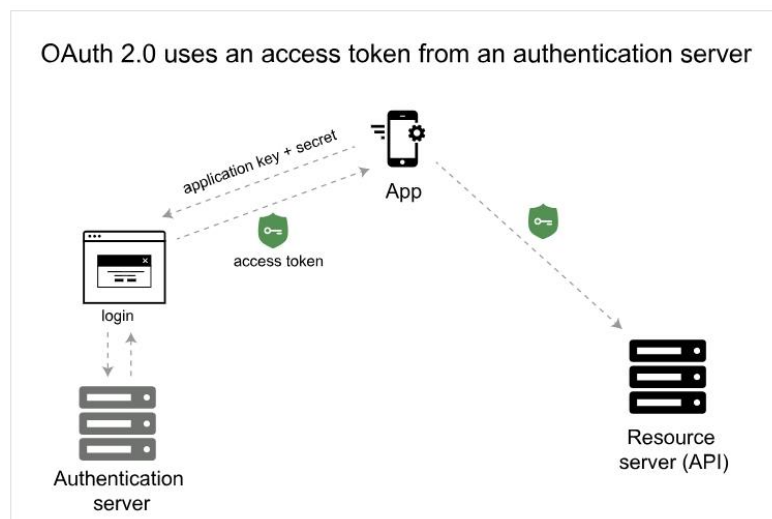 OAuth 2.0 uses an access token from an authentication server
application key + secret
App
access token
login
Authentication
server
Resource
server (API)